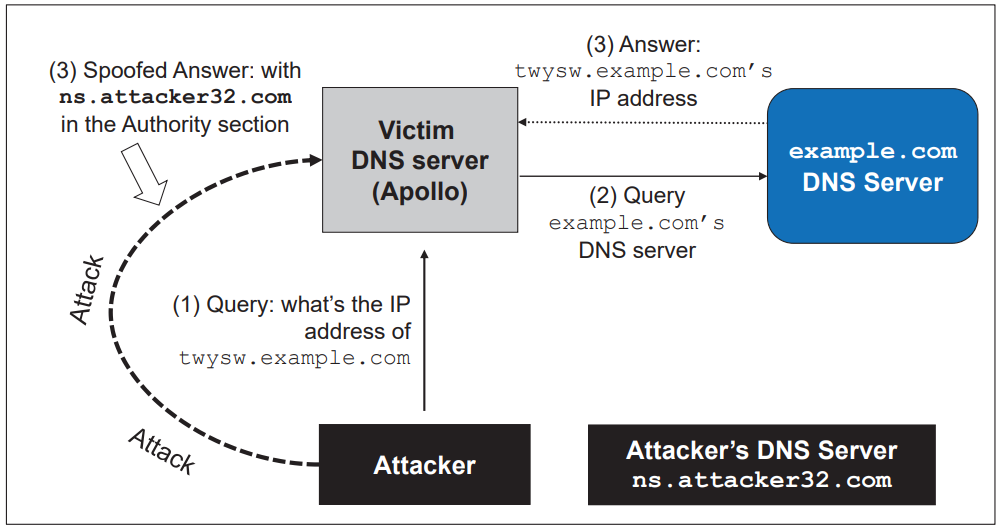 (3) Spoofed Answer: with
ns.attacker32.com
in the Authority section
(3) Answer:
twysw.example.com's
IP address
Victim
DNS server
(Apollo)
example.com
DNS Server
(2) Query
example.com's
DNS server
Attack
(1) Query: what's the IP
address of
twysw.example.com
Attack
Attacker
Attacker's DNS Server
ns.attacker32.com